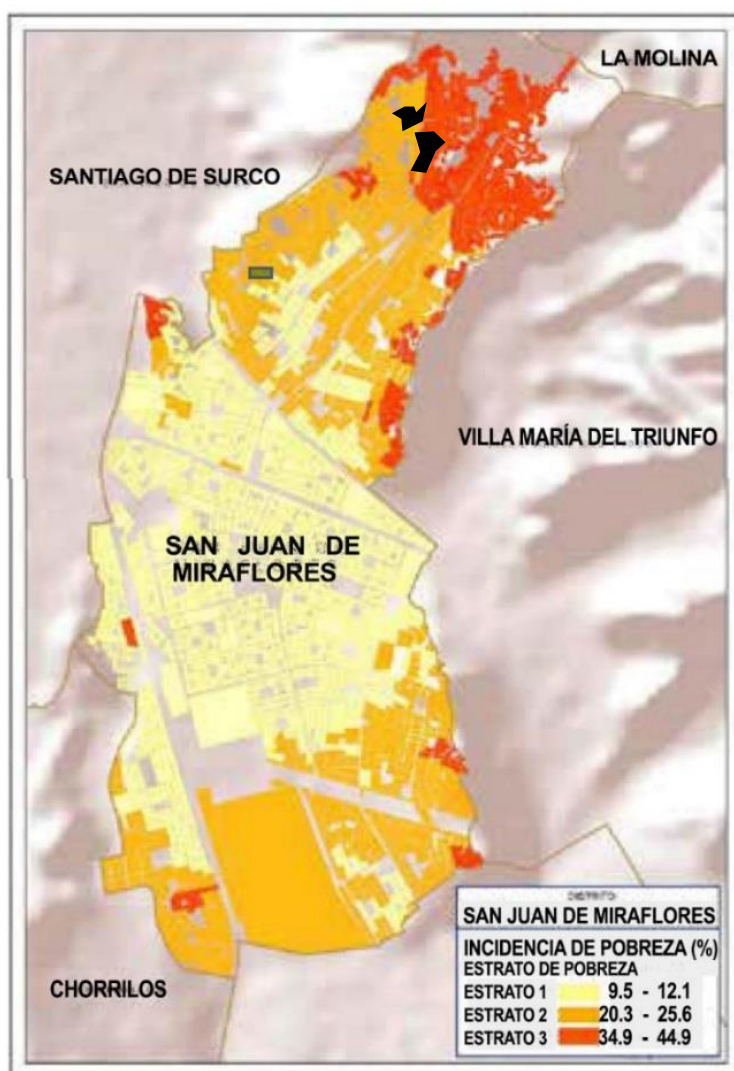 LA MOLINA
SANTIAGO DE SURCO
VILLA MARÍA DEL TRIUNFO
SAN JUAN DE
MIRAFLORES
CHORRILOS
DISTRITO
SAN JUAN DE MIRAFLORES
INCIDENCIA DE POBREZA (%)
ESTRATO DE POBREZA
ESTRATO 1 9.5 - 12.1
ESTRATO 2 20.3 - 25.6
ESTRATO 3 34.9 - 44.9